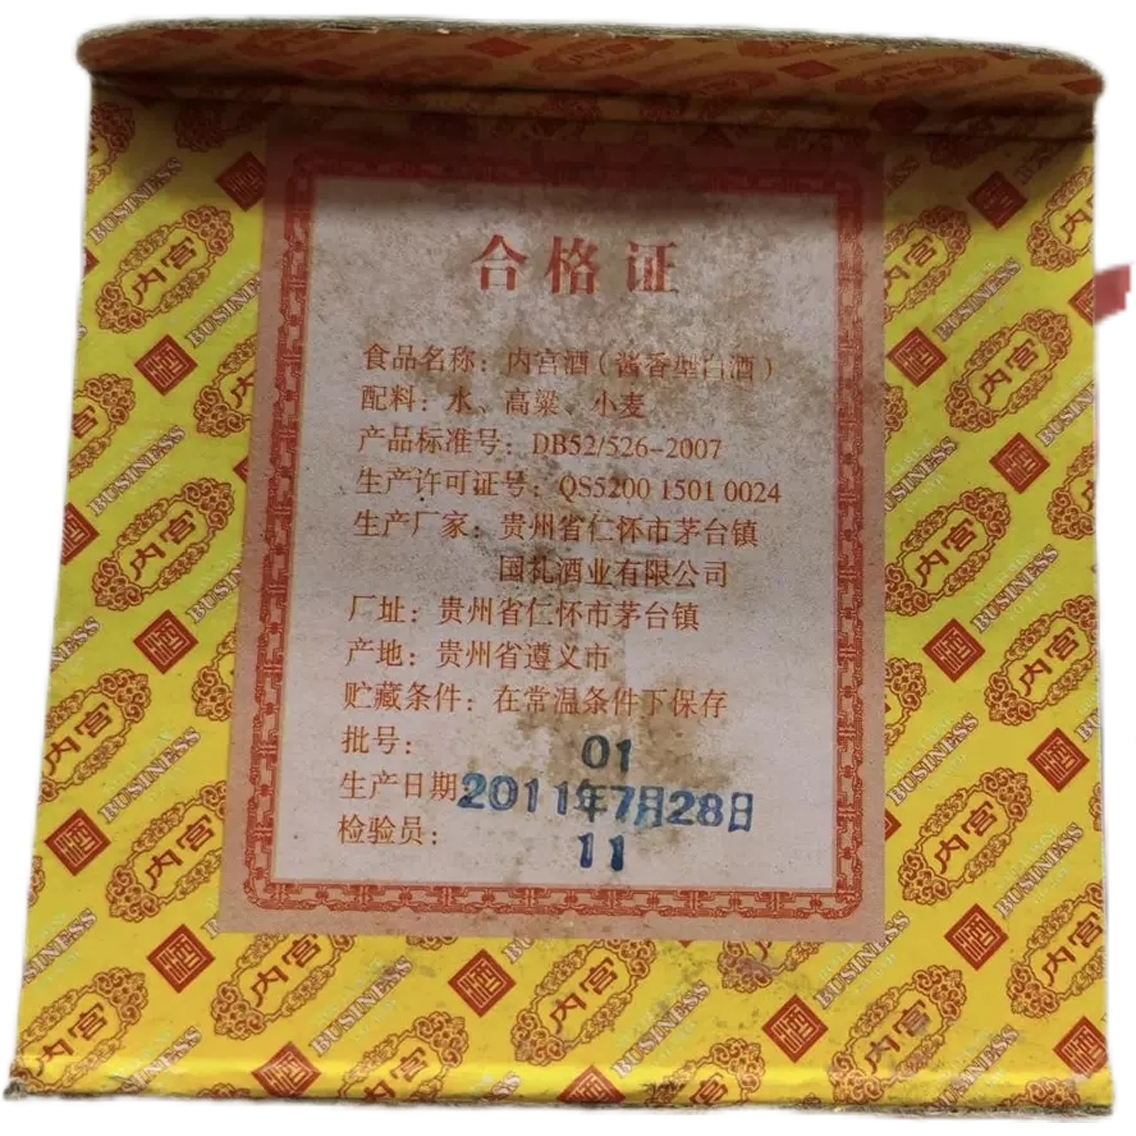 合格证
食品名称：内宫酒（酱香型白酒）
配料：水、高粱、小麦
产品标准号：DB52/526-2007
生产许可证号：QS5200 1501 0024
生产厂家：贵州省仁怀市茅台镇
国扎酒业有限公司
厂址：贵州省仁怀市茅台镇
产地：贵州省遵义市
贮藏条件：在常温条件下保存
批号：01
生产日期2011年7月28日
检验员：11
内宫
BUSINESS
酒